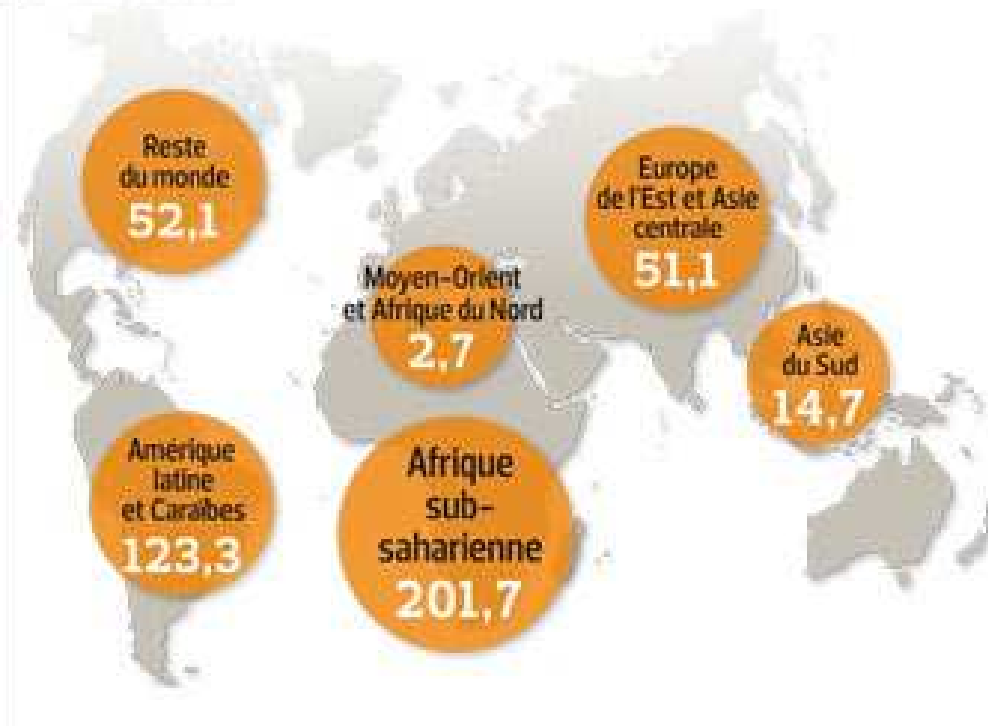 Reste
du monde
52,1
Europe
de l'Est et Asie
centrale
51,1
Moyen-Orient
et Afrique du Nord
2,7
Asie
du Sud
14,7
Amérique
latine
et Caraïbes
123,3
Afrique
sub-
saharienne
201,7